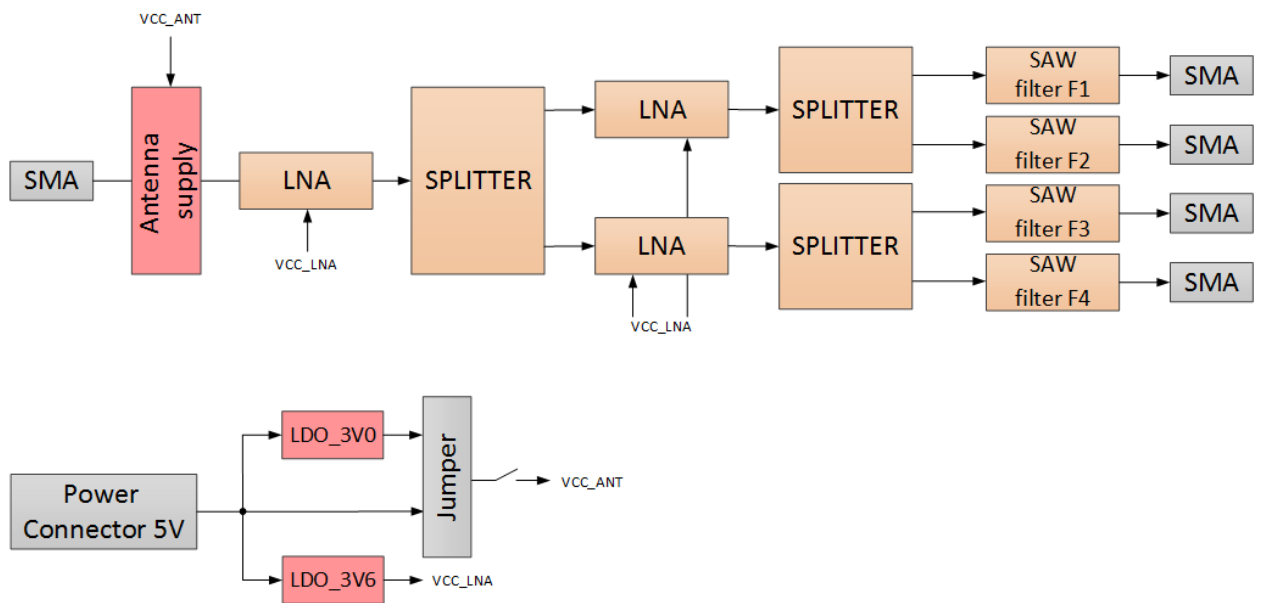 VCC_ANT
SMA
Antenna
supply
LNA
VCC_LNA
SPLITTER
LNA
LNA
VCC_LNA
SPLITTER
SPLITTER
SAW
filter F1
SMA
SAW
filter F2
SMA
SAW
filter F3
SMA
SAW
filter F4
SMA
Power
Connector 5V
LDO_3V0
LDO_3V6
Jumper
VCC_ANT
VCC_LNA